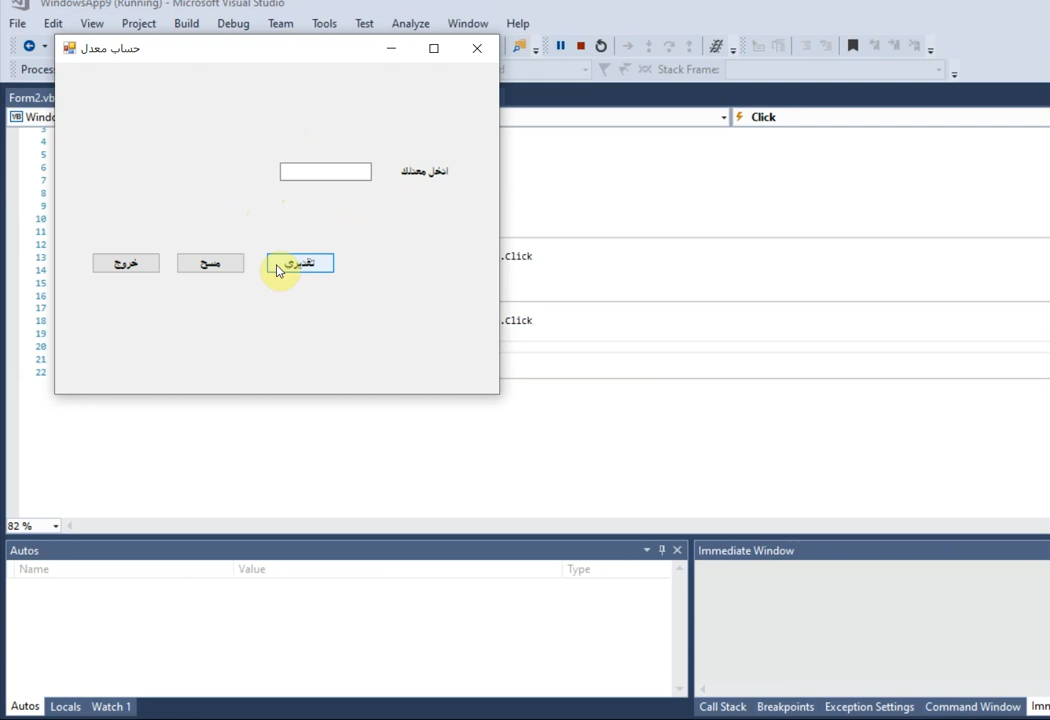 WindowsApp9 (Running) - Microsoft Visual Studio
File Edit View Project Build Debug Team Tools Test Analyze Window Help
حساب معدل
Stack Frame:
Form2.vb
Click
ادخل معدلك
تقديري
مسح
خروج
3
4
5
6
7
8
9
10
11
12
13
14
15
16
17
18
19
20
21
22
.Click
.Click
82 %
Autos
Name Value Type
Immediate Window
Autos Locals Watch 1
Call Stack Breakpoints Exception Settings Command Window